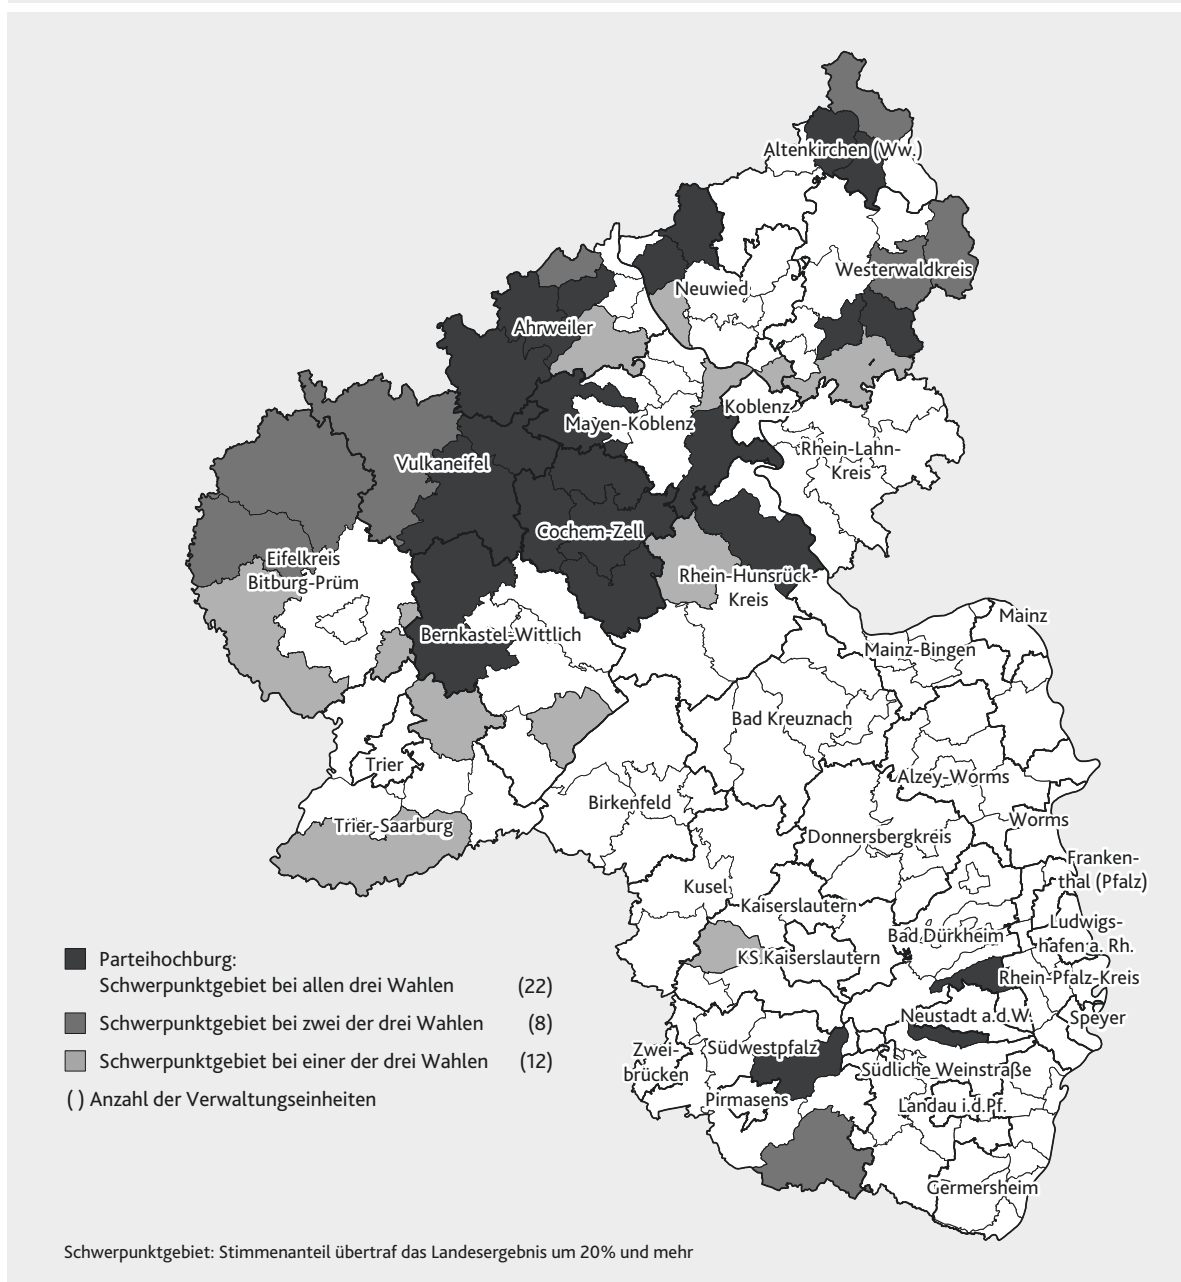 Altenkirchen (Ww.)
Westerwaldkreis
Neuwied
Ahrweiler
Koblenz
Mayen-Koblenz
Rhein-Lahn-
Kreis
Vulkaneifel
Cochem-Zell
Eifelkreis
Bitburg-Prüm
Rhein-Hunsrück-
Kreis
Mainz
Bernkastel-Wittlich
Mainz-Bingen
Bad Kreuznach
Trier
Alzey-Worms
Birkenfeld
Worms
Trier-Saarburg
Donnersbergkreis
Franken-
thal (Pfalz)
Kusel
Kaiserslautern
Ludwigs-
hafen a. Rh.
Bad Dürkheim
KS.Kaiserslautern
Rhein-Pfalz-Kreis
Neustadt a.d.W.
Speyer
Zwei-
brücken
Südwestpfalz
Südliche Weinstraße
Pirmasens
Landau i.d.Pf.
Germersheim
Parteihochburg:
Schwerpunktgebiet bei allen drei Wahlen (22)
Schwerpunktgebiet bei zwei der drei Wahlen (8)
Schwerpunktgebiet bei einer der drei Wahlen (12)
( ) Anzahl der Verwaltungseinheiten
Schwerpunktgebiet: Stimmenanteil übertraf das Landesergebnis um 20% und mehr